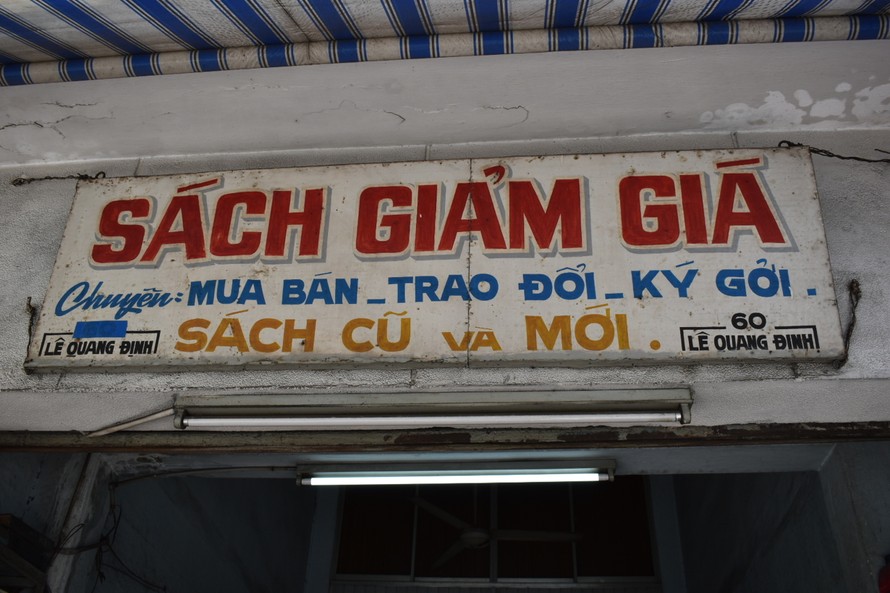 SÁCH GIẢM GIÁ
Chuyên: MUA BÁN _ TRAO ĐỔI _ KÝ GỞI .
SÁCH CŨ VÀ MỚI .
LÊ QUANG ĐỊNH
60
LÊ QUANG ĐỊNH